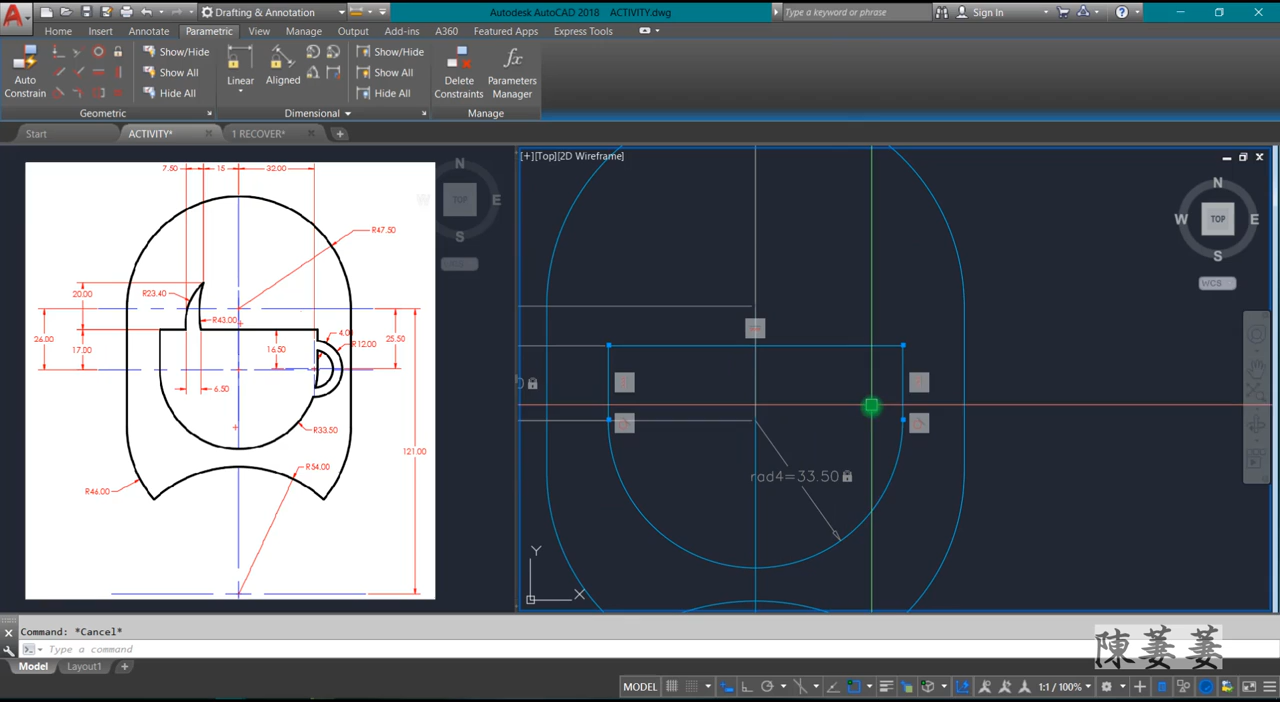 Drafting & Annotation
Autodesk AutoCAD 2018 ACTIVITY.dwg
Type a keyword or phrase
Sign In
Home Insert Annotate Parametric View Manage Output Add-ins A360 Featured Apps Express Tools
Auto Constrain
Show/Hide
Show All
Hide All
Linear
Aligned
Show/Hide
Show All
Hide All
Delete Constraints
Parameters Manager
Geometric
Dimensional
Manage
Start
ACTIVITY*
1 RECOVER*
[+][Top][2D Wireframe]
7.50
15
32.00
N
W
TOP
E
S
R47.50
20.00
R23.40
R43.00
26.00
17.00
16.50
4.00
R12.00
25.50
6.50
R33.50
R54.00
121.00
R46.00
N
W
TOP
E
S
WCS
rad4=33.50
Y
X
Command: *Cancel*
Type a command
陳萋萋
Model
Layout1
MODEL
1:1 / 100%